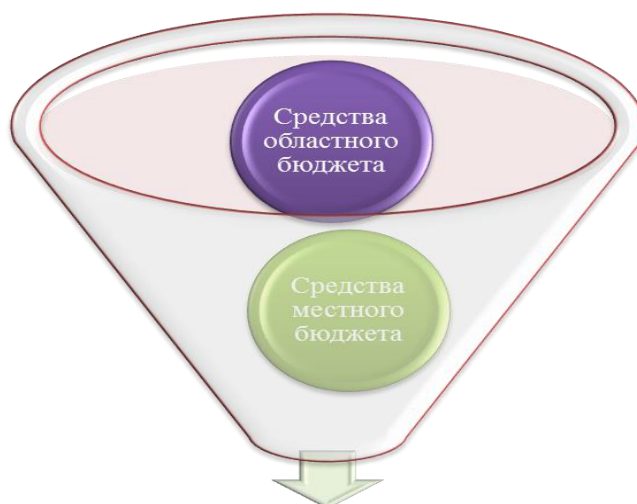 Средства
областного
бюджета
Средства
местного
бюджета